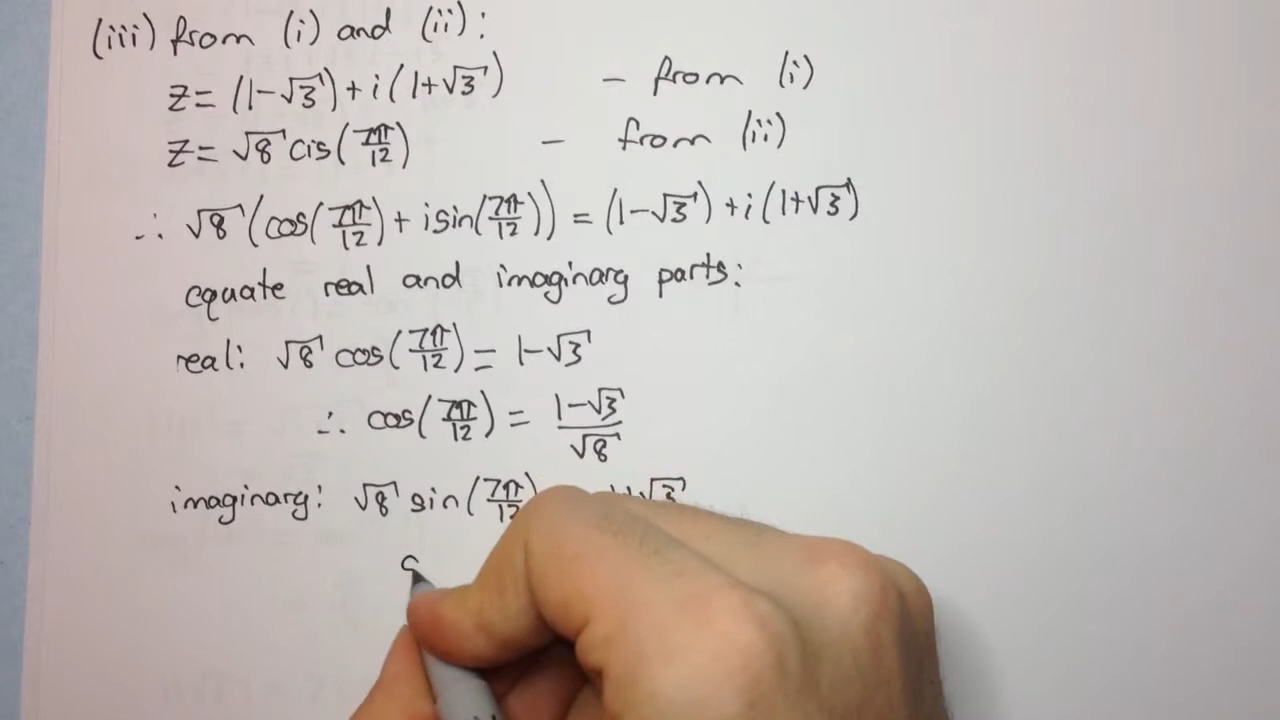 (iii) from (i) and (ii):
z = (1-√3) + i(1+√3) - from (i)
z = √8 cis(7π/12) - from (ii)
∴ √8(cos(7π/12) + isin(7π/12)) = (1-√3) + i(1+√3)
equate real and imaginary parts:
real: √8 cos(7π/12) = 1-√3
∴ cos(7π/12) = (1-√3)/√8
imaginary: √8 sin(7π/12 √3